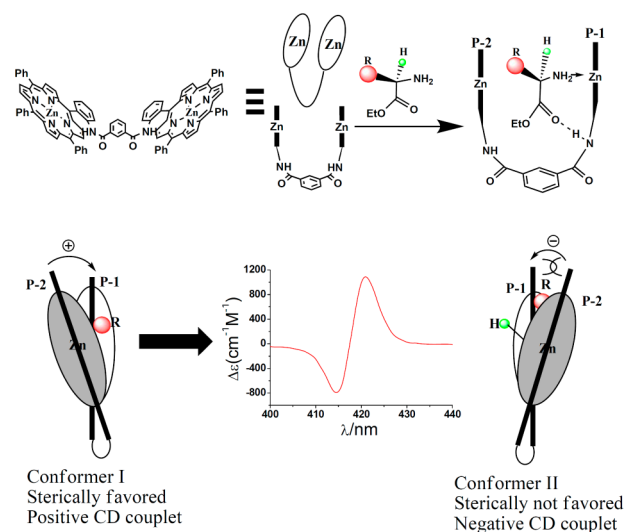 P-1
P-2
H
H
R
R
Zn Zn
NH₂
NH₂
Zn
EtO
O
EtO
O
H
Ph
Ph
Ph
Ph
Ph
Ph
N
N
N
N
Zn
N
N
N
N
Zn
NH
HN
O
O
Zn
Zn
Zn
NH
HN
O
O
NH
N
O
O
⊕
P-2
P-1
R
Zn
Conformer I
Sterically favored
Positive CD couplet
Δε(cm⁻¹M⁻¹)
1200
800
400
0
-400
-800
400 410 420 430 440
λ/nm
⊖
P-1
R
P-2
H
Zn
Conformer II
Sterically not favored
Negative CD couplet